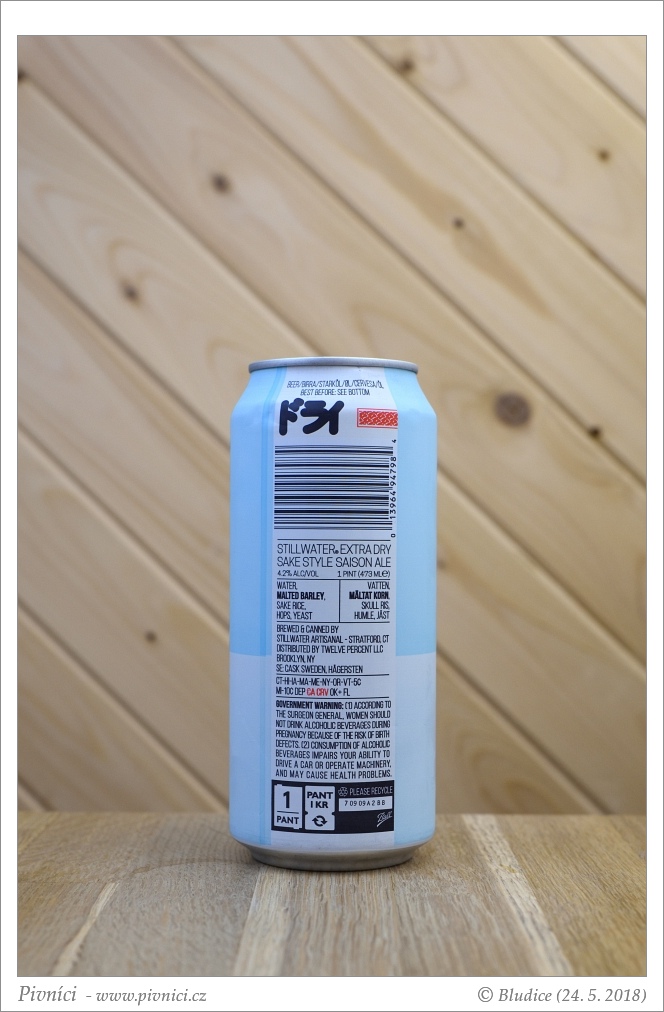 BEER/BIRRA/STARKÖL/ØL/CERVEZA/ÖL
BEST BEFORE: SEE BOTTOM
ドライ
0 13964 94798 4
STILLWATER® EXTRA DRY
SAKE STYLE SAISON ALE
4.2% ALC/VOL 1 PINT (473 ML℮)
WATER,
MALTED BARLEY,
SAKE RICE,
HOPS, YEAST
VATTEN,
MÄLTAT KORN,
SKULL RIS,
HUMLE, JÄST
BREWED & CANNED BY
STILLWATER ARTISANAL - STRATFORD, CT
DISTRIBUTED BY TWELVE PERCENT LLC
BROOKLYN, NY
SE: CASK SWEDEN, HÄGERSTEN
CT-HI-IA-MA-ME-NY-OR-VT-5¢
MI-10¢ DEP CA CRV OK+ FL
GOVERNMENT WARNING: (1) ACCORDING TO
THE SURGEON GENERAL, WOMEN SHOULD
NOT DRINK ALCOHOLIC BEVERAGES DURING
PREGNANCY BECAUSE OF THE RISK OF BIRTH
DEFECTS. (2) CONSUMPTION OF ALCOHOLIC
BEVERAGES IMPAIRS YOUR ABILITY TO
DRIVE A CAR OR OPERATE MACHINERY,
AND MAY CAUSE HEALTH PROBLEMS.
1
PANT
PANT
1 KR
PLEASE RECYCLE
70909A2BB
Ball
Pivníci - www.pivnici.cz
© Bludice (24. 5. 2018)